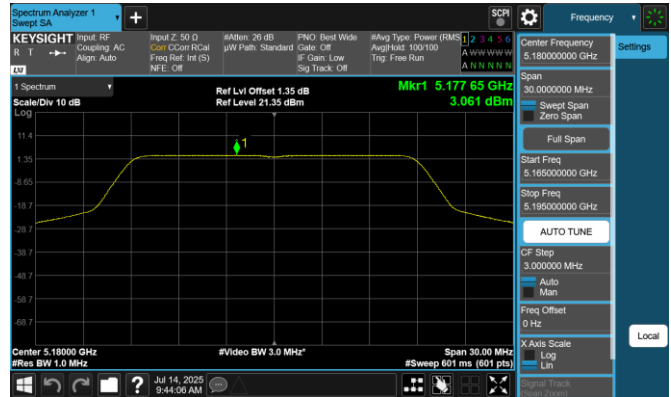 Spectrum Analyzer 1
Swept SA
SCPI
Frequency
KEYSIGHT
R T
LXI
Input: RF
Coupling: AC
Align: Auto
Input Z: 50 Ω
Corr CCorr RCal
Freq Ref: Int (S)
NFE: Off
#Atten: 26 dB
µW Path: Standard
PNO: Best Wide
Gate: Off
IF Gain: Low
Sig Track: Off
#Avg Type: Power (RMS
Avg|Hold: 100/100
Trig: Free Run
1 2 3 4 5 6
A W W W W W
A N N N N N
1 Spectrum
Scale/Div 10 dB
Log
Ref Lvl Offset 1.35 dB
Ref Level 21.35 dBm
Mkr1 5.177 65 GHz
3.061 dBm
1
11.4
1.35
-8.65
-18.7
-28.7
-38.7
-48.7
-58.7
-68.7
Center 5.18000 GHz
#Res BW 1.0 MHz
#Video BW 3.0 MHz*
Span 30.00 MHz
#Sweep 601 ms (601 pts)
Center Frequency
5.180000000 GHz
Settings
Span
30.0000000 MHz
Swept Span
Zero Span
Full Span
Start Freq
5.165000000 GHz
Stop Freq
5.195000000 GHz
AUTO TUNE
CF Step
3.000000 MHz
Auto
Man
Freq Offset
0 Hz
X Axis Scale
Log
Lin
Local
Signal Track
(Span Zoom)
?
Jul 14, 2025
9:44:06 AM